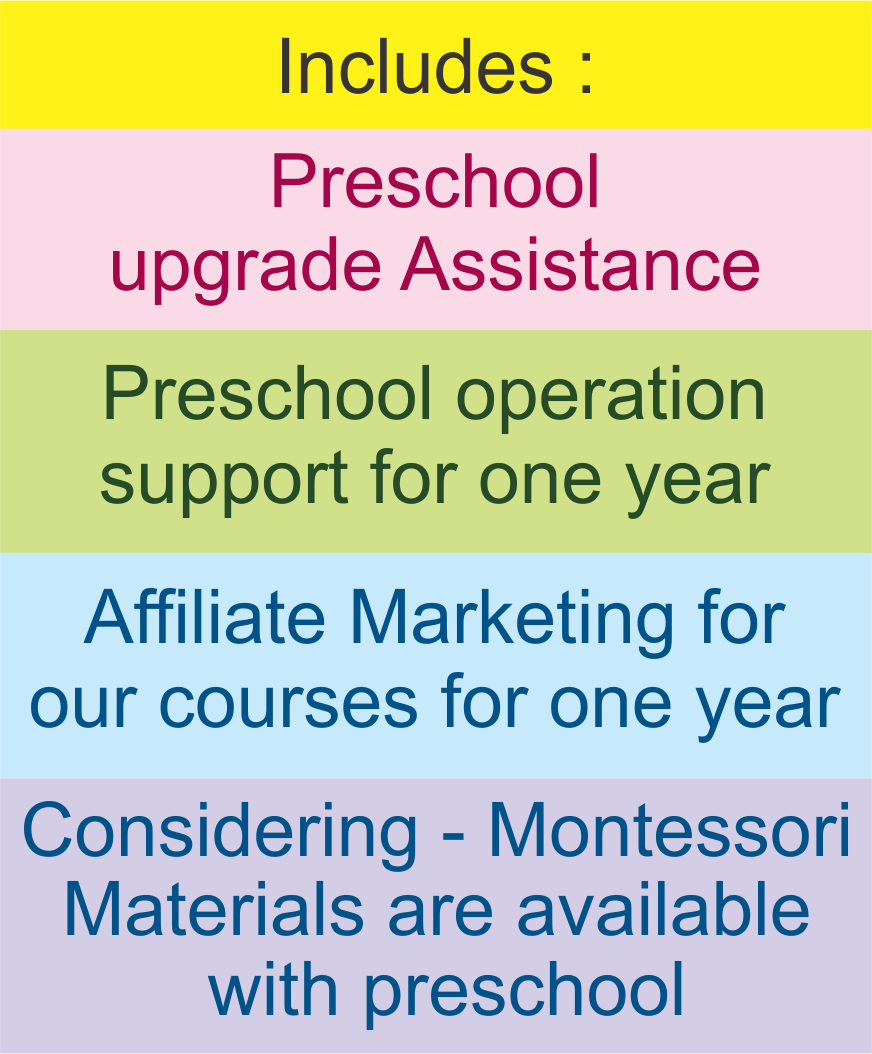 Includes :
Preschool
upgrade Assistance
Preschool operation
support for one year
Affiliate Marketing for
our courses for one year
Considering - Montessori
Materials are available
with preschool